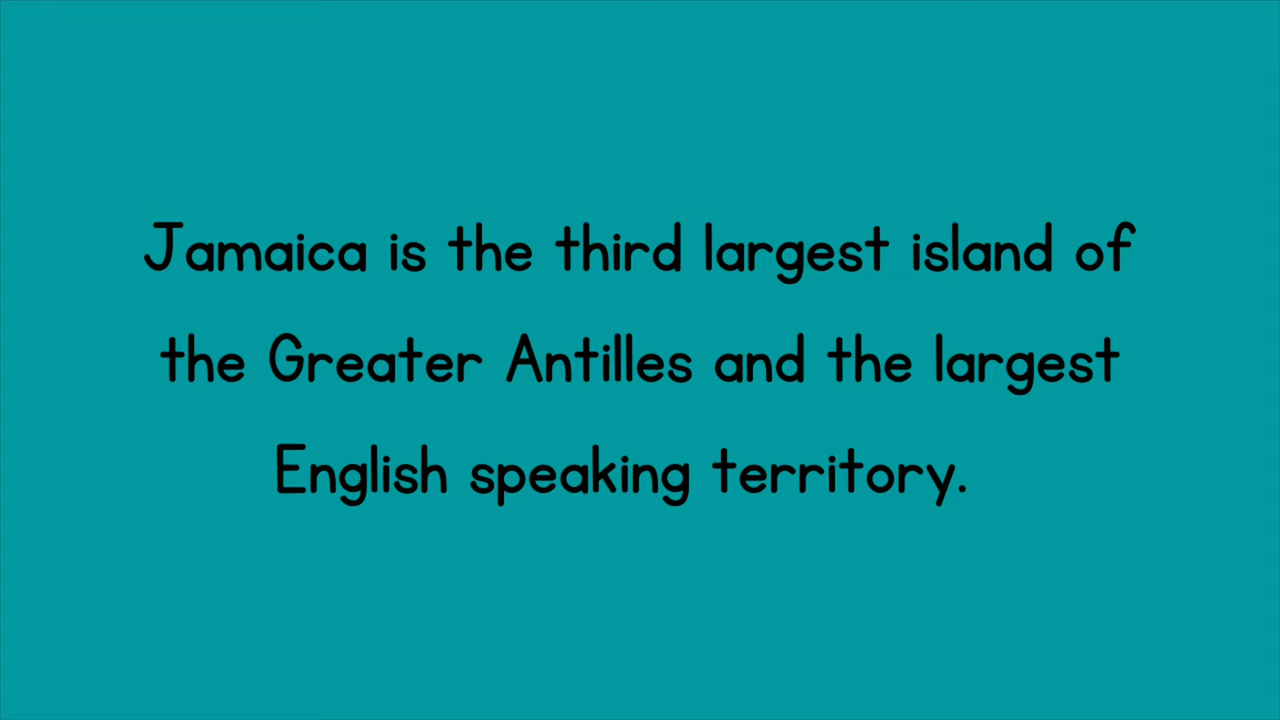 Jamaica is the third largest island of
the Greater Antilles and the largest
English speaking territory.